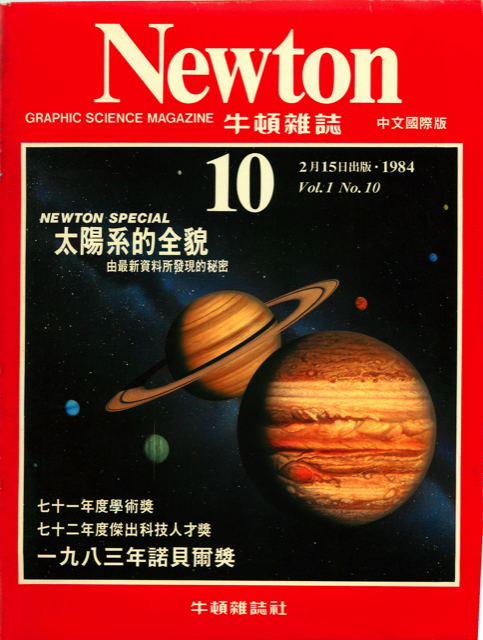 Newton
GRAPHIC SCIENCE MAGAZINE 牛頓雜誌 中文國際版
10
2月15日出版・1984
Vol.1 No.10
NEWTON SPECIAL
太陽系的全貌
由最新資料所發現的秘密
七十一年度學術獎
七十二年度傑出科技人才獎
一九八三年諾貝爾獎
牛頓雜誌社